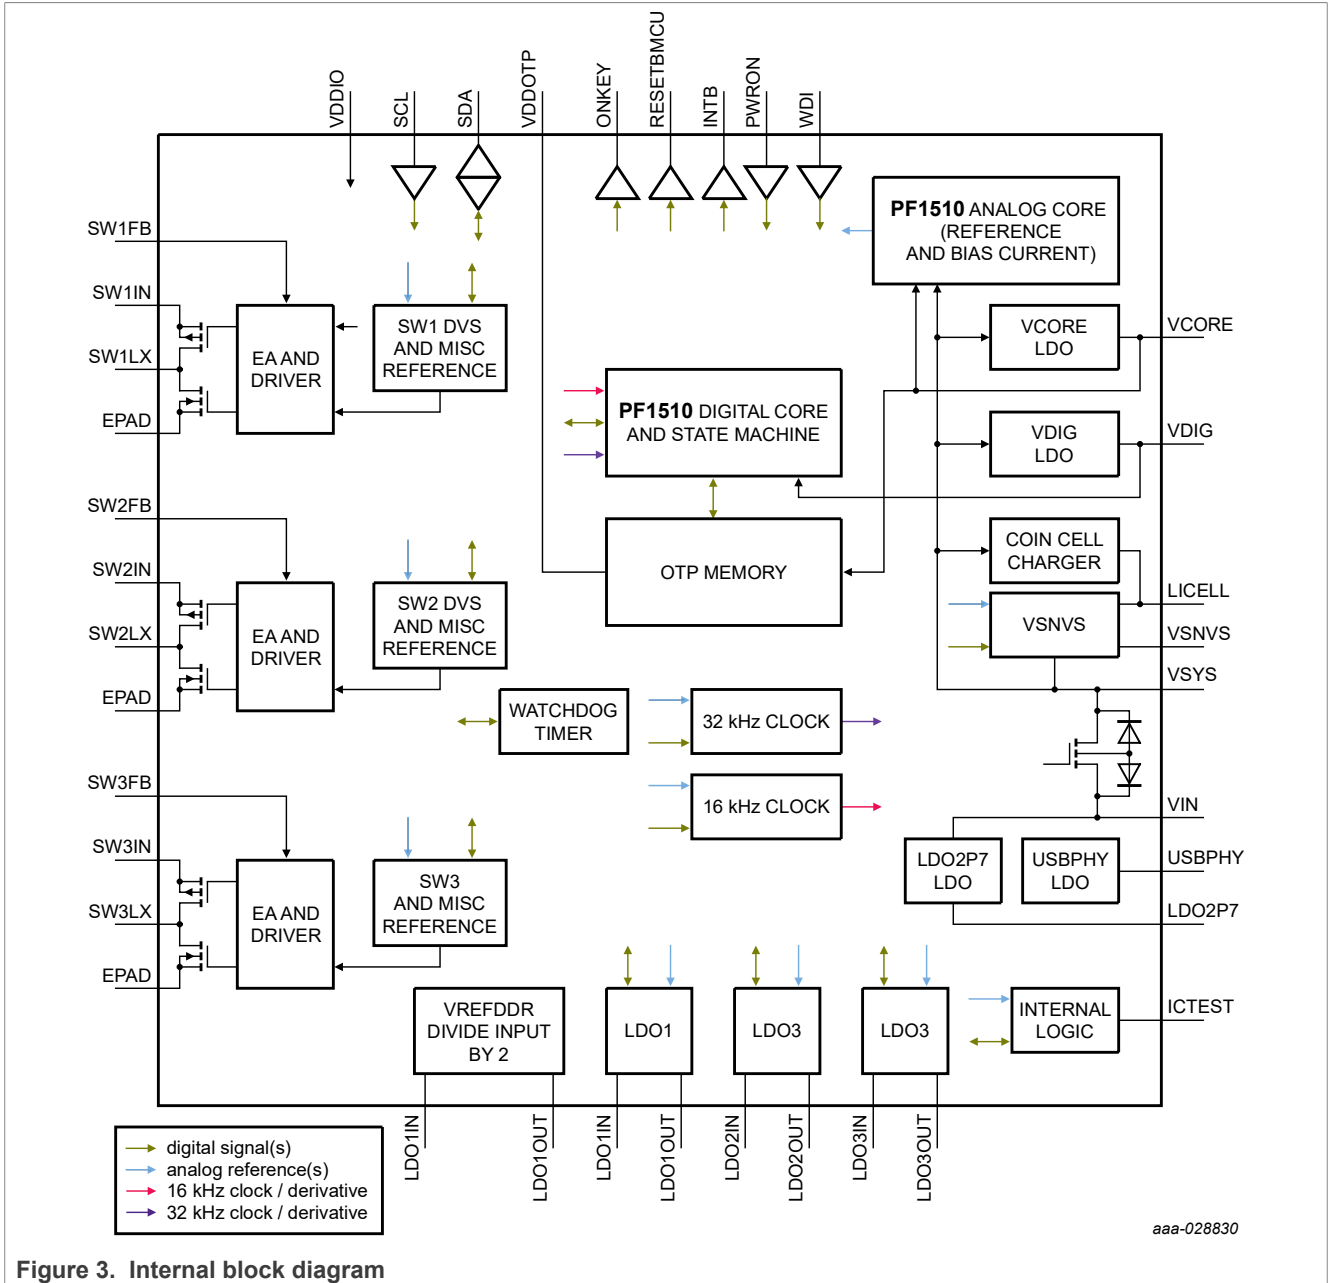 VDDIO
SCL
SDA
VDDOTP
ONKEY
RESETBMCU
INTB
PWRON
WDI
PF1510 ANALOG CORE
(REFERENCE
AND BIAS CURRENT)
SW1FB
SW1IN
SW1LX
EPAD
EA AND
DRIVER
SW1 DVS
AND MISC
REFERENCE
PF1510 DIGITAL CORE
AND STATE MACHINE
VCORE
LDO
VCORE
VDIG
LDO
VDIG
SW2FB
SW2IN
SW2LX
EPAD
EA AND
DRIVER
SW2 DVS
AND MISC
REFERENCE
OTP MEMORY
COIN CELL
CHARGER
LICELL
VSNVS
VSNVS
VSYS
WATCHDOG
TIMER
32 kHz CLOCK
16 kHz CLOCK
VIN
SW3FB
SW3IN
SW3LX
EPAD
EA AND
DRIVER
SW3
AND MISC
REFERENCE
LDO2P7
LDO
USBPHY
LDO
USBPHY
LDO2P7
VREFDDR
DIVIDE INPUT
BY 2
LDO1
LDO3
LDO3
INTERNAL
LOGIC
ICTEST
LDO1IN
LDO1OUT
LDO1IN
LDO1OUT
LDO2IN
LDO2OUT
LDO3IN
LDO3OUT
digital signal(s)
analog reference(s)
16 kHz clock / derivative
32 kHz clock / derivative
aaa-028830
Figure 3. Internal block diagram